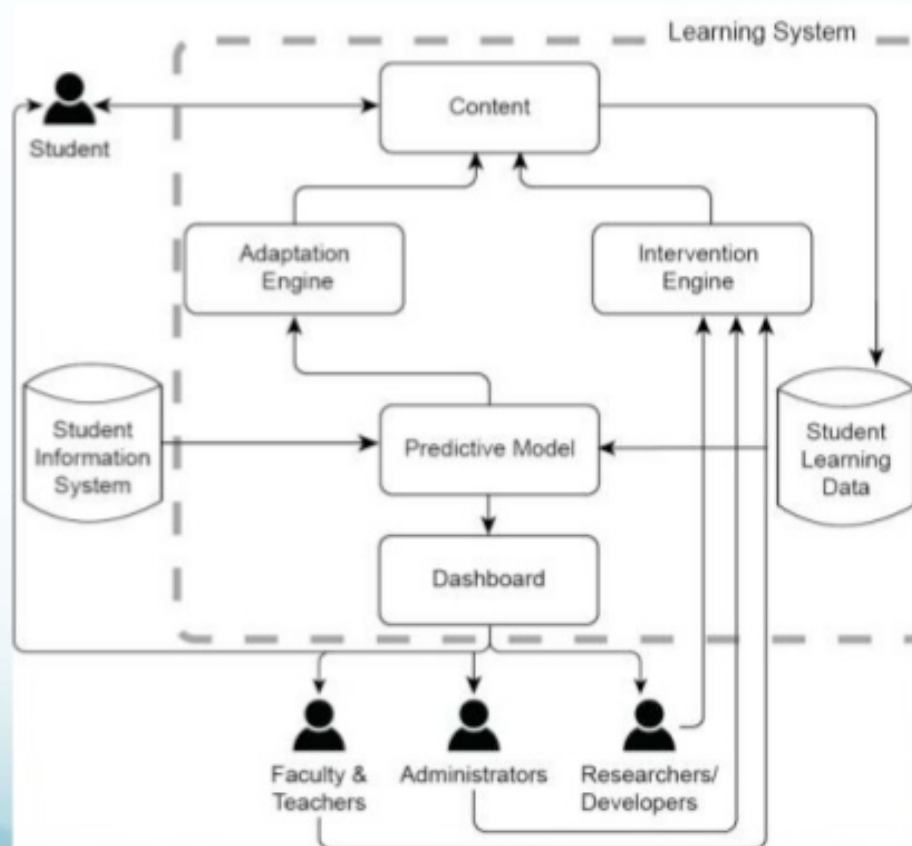 Learning System
Content
Student
Adaptation
Engine
Intervention
Engine
Student
Information
System
Predictive Model
Student
Learning
Data
Dashboard
Faculty &
Teachers
Administrators
Researchers/
Developers